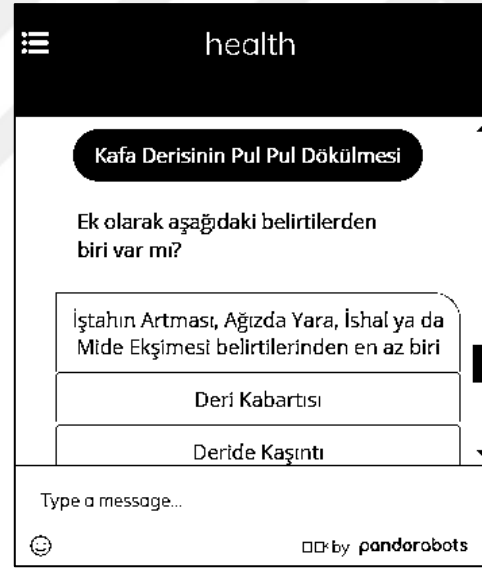 health
Kafa Derisinin Pul Pul Dökülmesi
Ek olarak aşağıdaki belirtilerden
biri var mı?
İştahın Artması, Ağızda Yara, İshal ya da
Mide Ekşimesi belirtilerinden en az biri
Deri Kabartısı
Deride Kaşıntı
Type a message...
by pandorabots